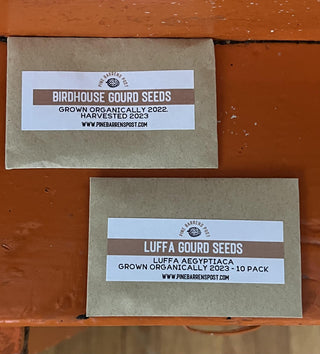 PINE BARRENS POST
BIRDHOUSE GOURD SEEDS
GROWN ORGANICALLY 2022.
HARVESTED 2023
WWW.PINEBARRENSPOST.COM
PINE BARRENS POST
LUFFA GOURD SEEDS
LUFFA AEGYPTIACA
GROWN ORGANICALLY 2023 - 10 PACK
WWW.PINEBARRENSPOST.COM